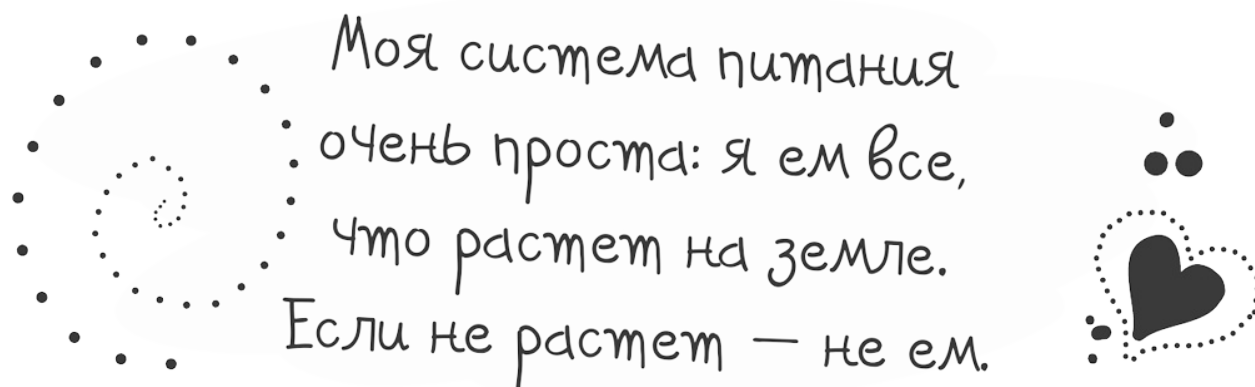 Моя система питания
очень проста: я ем все,
что растет на земле.
Если не растет — не ем.